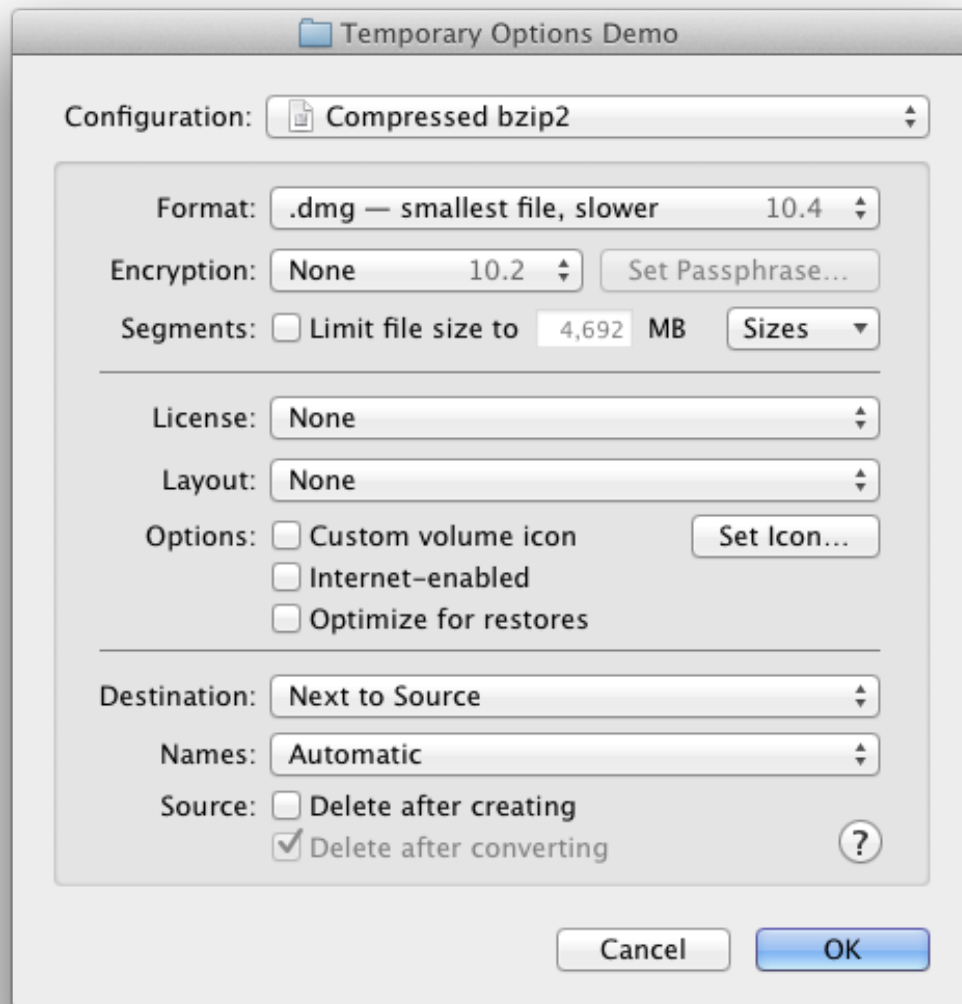 Temporary Options Demo
Configuration: Compressed bzip2
Format: .dmg — smallest file, slower 10.4
Encryption: None 10.2 Set Passphrase...
Segments: Limit file size to 4,692 MB Sizes
License: None
Layout: None
Options: Custom volume icon Set Icon...
Internet-enabled
Optimize for restores
Destination: Next to Source
Names: Automatic
Source: Delete after creating
Delete after converting ?
Cancel OK